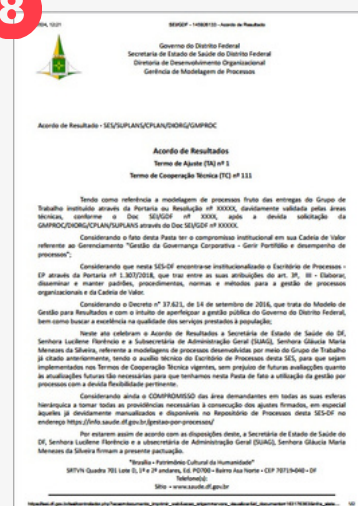 8
, 10:21 SEI/GDF - - Acordo de Resultado
Governo do Distrito Federal
Secretaria de Estado de Saúde do Distrito Federal
Diretoria de Desenvolvimento Organizacional
Gerência de Modelagem de Processos
Acordo de Resultado - SES/SUPLANS/CPLAN/DIORG/GMPROC
Acordo de Resultados
Termo de Ajuste (TA) nº 1
Termo de Cooperação Técnica (TC) nº 111
Tendo como referência a modelagem de processos fruto das entregas do Grupo de
Trabalho instituído através da Portaria ou Resolução nº XXXXX, davidamente validada pelas áreas
técnicas, conforme o Doc SEI/GDF nº XXXX, após a devida solicitação da
GMPROC/DIORG/CPLAN/SUPLANS através do Doc SEI/GDF nº XXXXX.
Considerando o fato desta Pasta ter o compromisso institucional em sua Cadeia de Valor
referente ao Gerenciamento "Gestão da Governança Corporativa - Gerir Portifólio e desempenho de
processos";
Considerando que nesta SES-DF encontra-se institucionalizado o Escritório de Processos -
EP através da Portaria nº 1.307/2018, que traz entre as suas atribuições do art. 3º, III - Elaborar,
disseminar e manter padrões, procedimentos, normas e métodos para a gestão de processos
organizacionais e da Cadeia de Valor.
Considerando o Decreto nº 37.621, de 14 de setembro de 2016, que trata do Modelo de
Gestão para Resultados e com o intuito de aperfeiçoar a gestão pública do Governo do Distrito Federal,
bem como buscar a excelência na qualidade dos serviços prestados à população;
Neste ato celebram o Acordo de Resultados a Secretária de Estado de Saúde do DF,
Senhora Lucilene Florêncio e a Subsecretária de Administração Geral (SUAG), Senhora Gláucia Maria
Menezes da Silveira, referente a modelagem de processos desenvolvidas por meio do Grupo de Trabalho
já citado anteriormente, tendo o auxílio técnico do Escritório de Processos desta SES, para que sejam
implementados nos Termos de Cooperação Técnica vigentes, sem prejuízo de futuras avaliações quanto
às atualizações futuras tão necessárias para que tenhamos nesta Pasta de fato a utilização da gestão por
processos com a devida flexibilidade pertinente.
Considerando ainda o COMPROMISSO das área demandantes em todas as suas esferas
hierárquica a tomar todas as providências necessárias à consecução dos ajustes firmados, em especial
àqueles já devidamente manualizados e disponíveis no Repositório de Processos desta SES-DF no
endereço https://info.saude.df.gov.br/gestao-por-processos/
Por estarem assim de acordo com as disposições deste, a Secretária de Estado de Saúde do
DF, Senhora Lucilene Florêncio e a subsecretária de Administração Geral (SUAG), Senhora Gláucia Maria
Menezes da Silveira firmam a presente pactuação.
"Brasília - Patrimônio Cultural da Humanidade"
SRTVN Quadra 701 Lote D, 1º e 2º andares, Ed. PO700 - Bairro Asa Norte - CEP 70719-040 - DF
Telefone(s):
Sítio - www.saude.df.gov.br